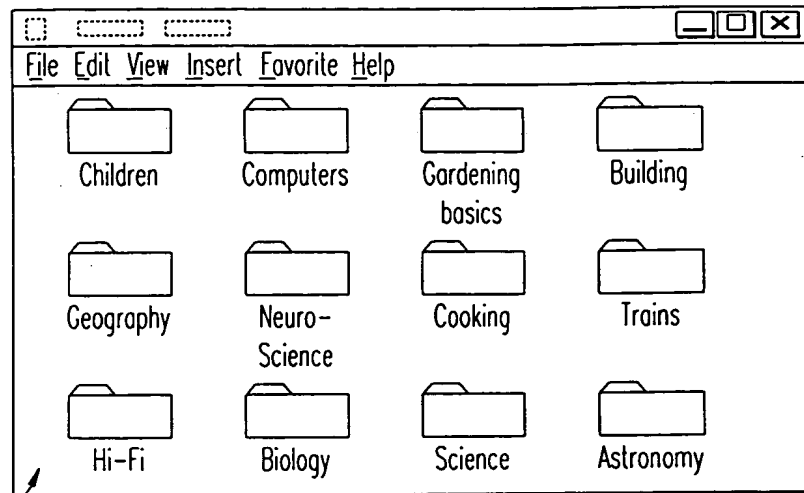 File Edit View Insert Favorite Help
Children Computers Gardening basics Building
Geography Neuro-Science Cooking Trains
Hi-Fi Biology Science Astronomy